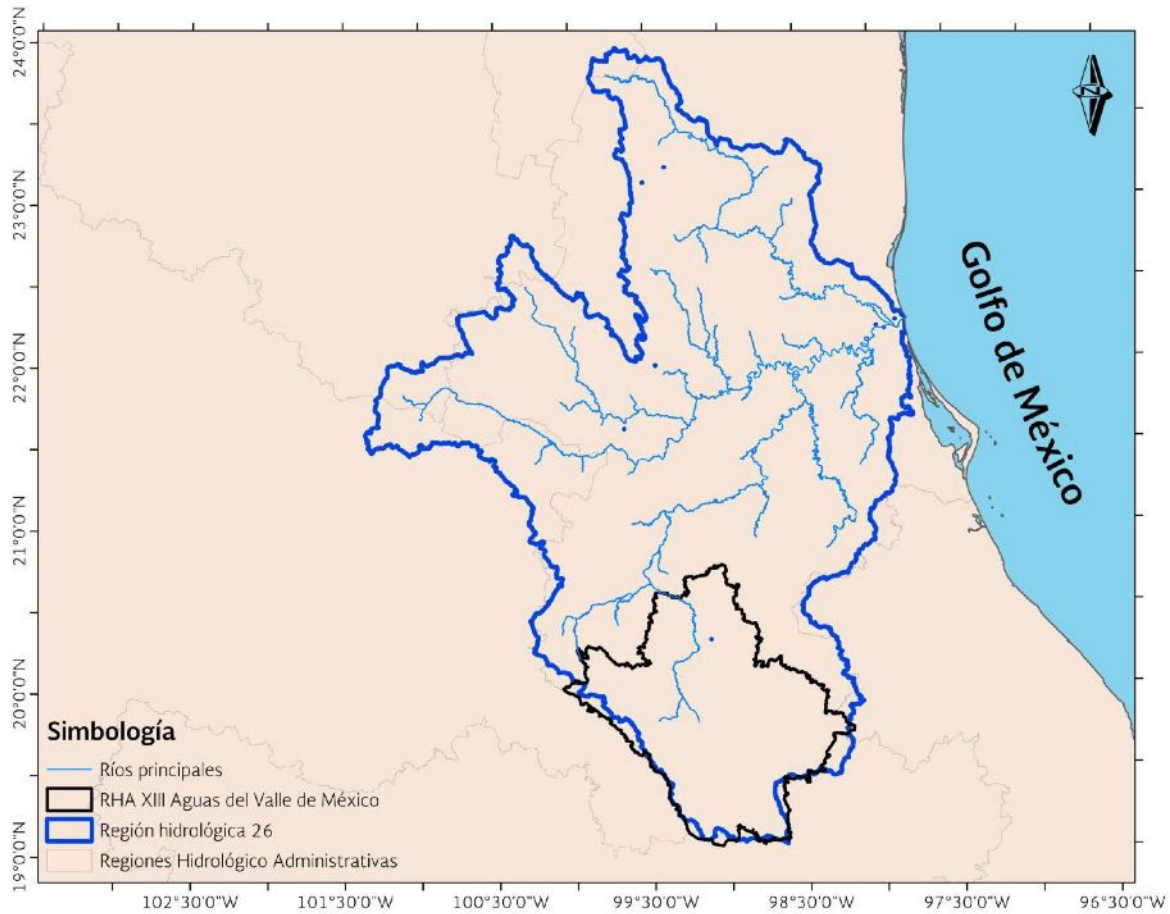 24°0'0"N
23°0'0"N
22°0'0"N
21°0'0"N
20°0'0"N
19°0'0"N
N
Golfo de México
Simbología
Ríos principales
RHA XIII Aguas del Valle de México
Región hidrológica 26
Regiones Hidrológico Administrativas
102°30'0"W
101°30'0"W
100°30'0"W
99°30'0"W
98°30'0"W
97°30'0"W
96°30'0"W